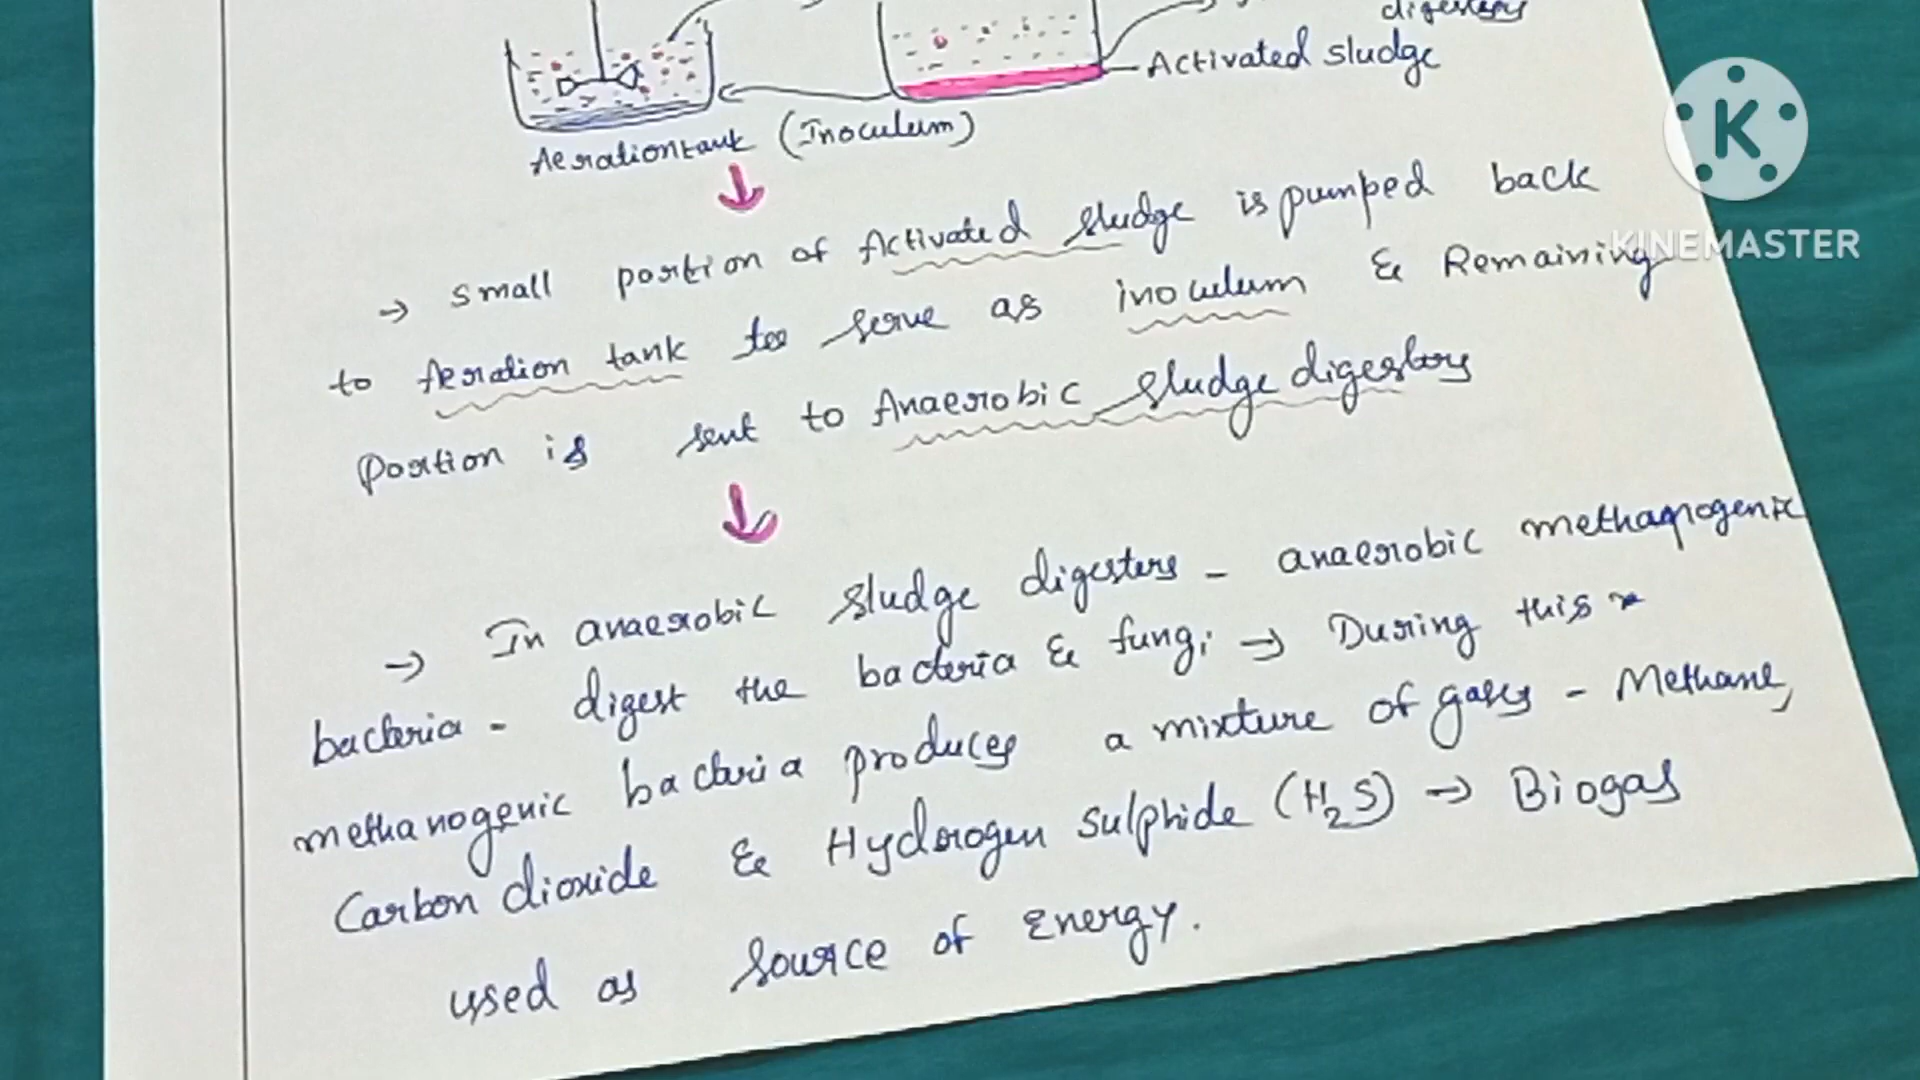 digesters
Activated sludge
Aeration tank (Inoculum)
K
KINEMASTER
→ small portion of Activated sludge is pumped back
to Aeration tank to serve as inoculum & Remaining
portion is sent to Anaerobic sludge digestors
→ In anaerobic sludge digesters - anaerobic methanogenic
bacteria - digest the bacteria & fungi → During this
methanogenic bacteria produces a mixture of gases - Methane,
Carbon dioxide & Hydrogen sulphide (H₂S) → Biogas
used as source of Energy.